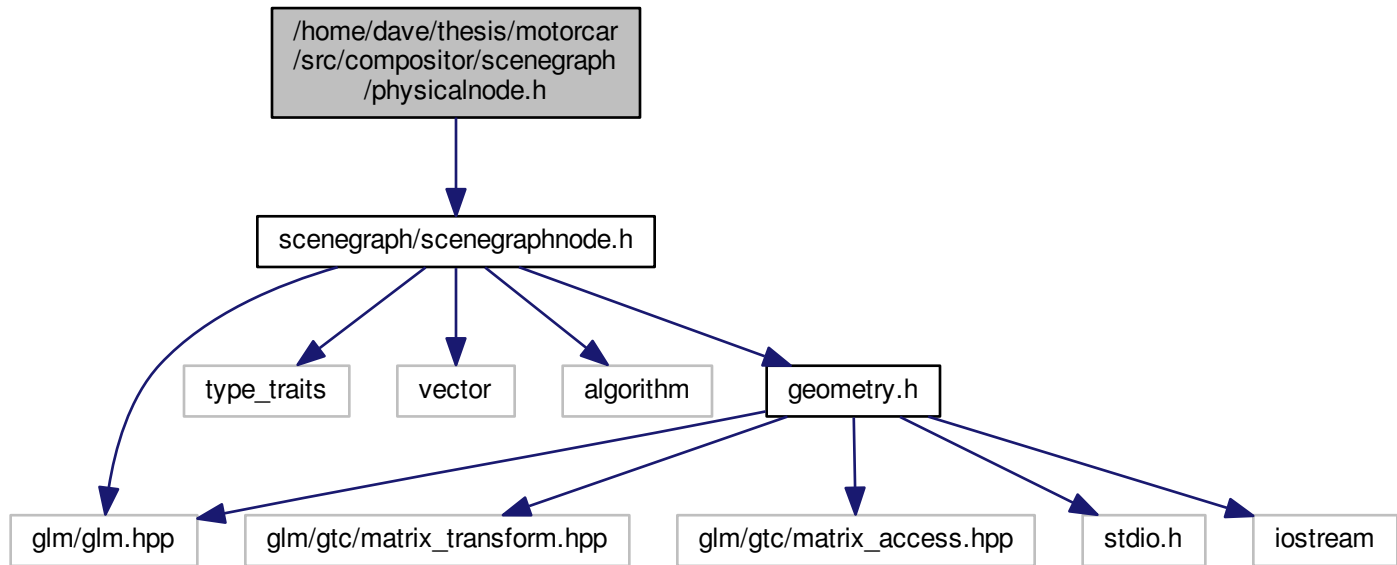 /home/dave/thesis/motorcar
/src/compositor/scenegraph
/physicalnode.h
scenegraph/scenegraphnode.h
type_traits
vector
algorithm
geometry.h
glm/glm.hpp
glm/gtc/matrix_transform.hpp
glm/gtc/matrix_access.hpp
stdio.h
iostream